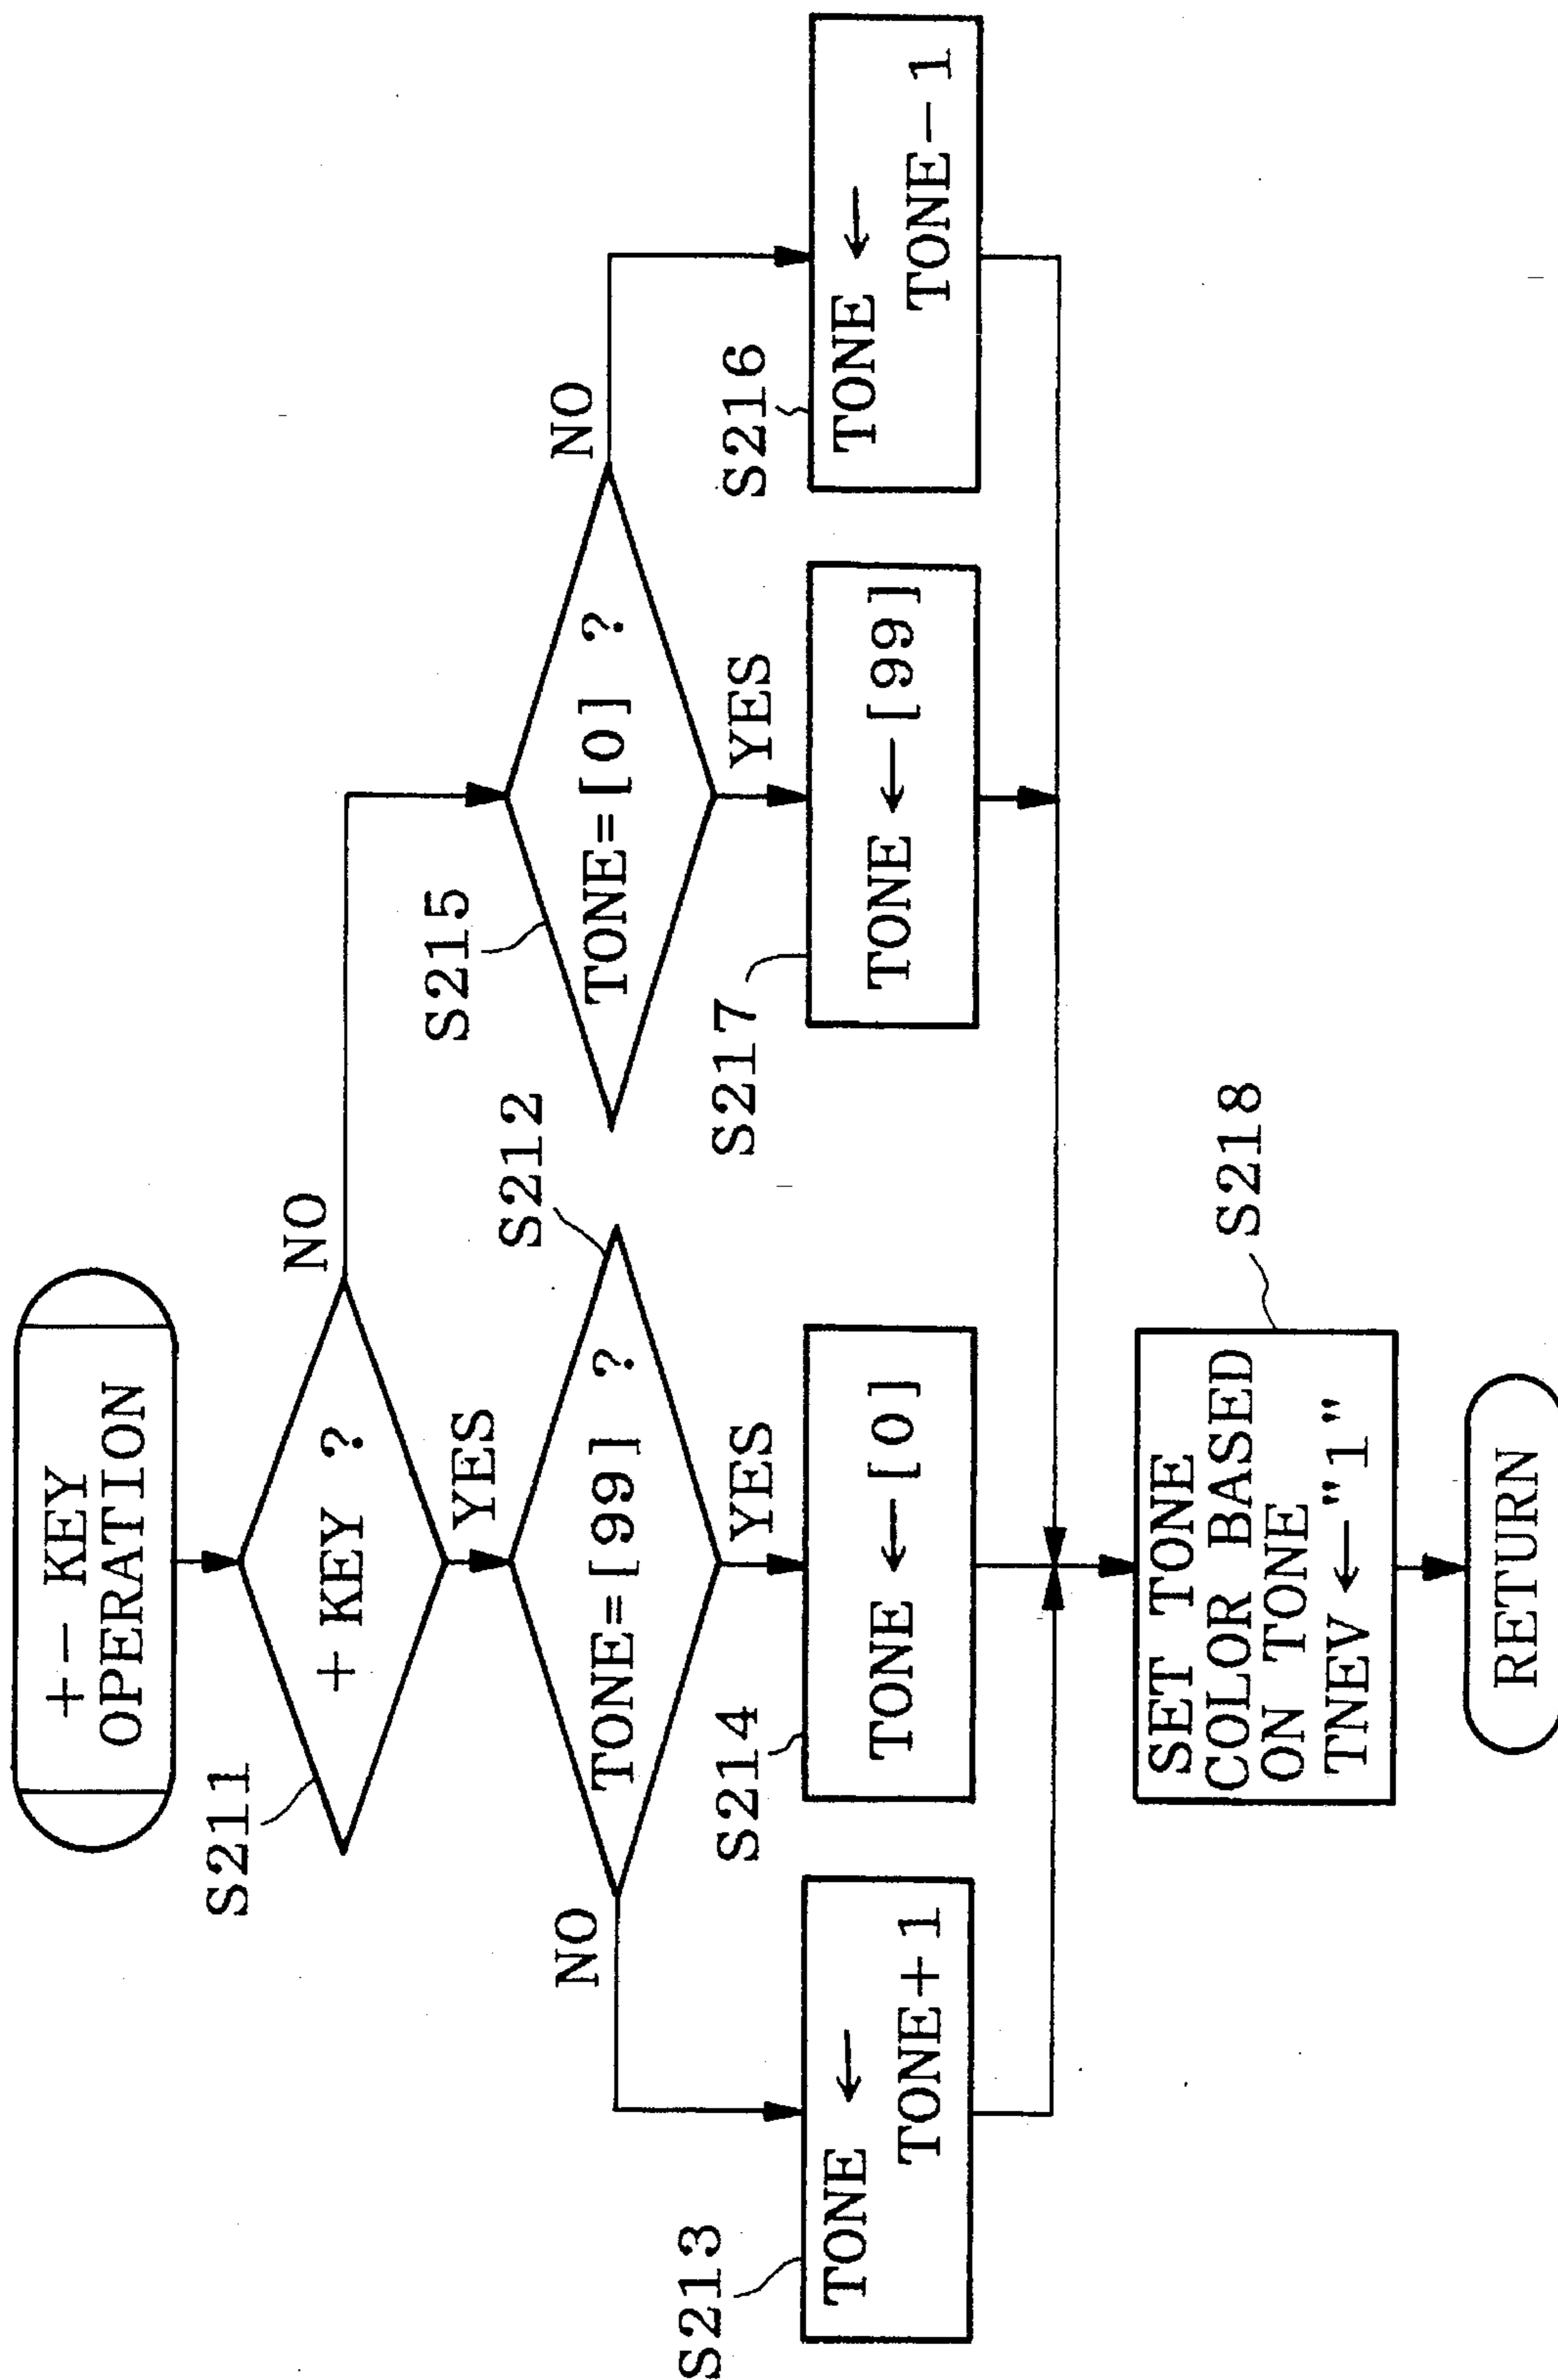 +− KEY
OPERATION
S211
+ KEY ?
NO
YES
S212
TONE=[99] ?
NO
YES
S215
TONE=[0] ?
NO
YES
S213
TONE ←
TONE+1
S214
TONE ← [0]
S217
TONE ← [99]
S216
TONE ←
TONE−1
S218
SET TONE
COLOR BASED
ON TONE
TNEV ← "1"
RETURN